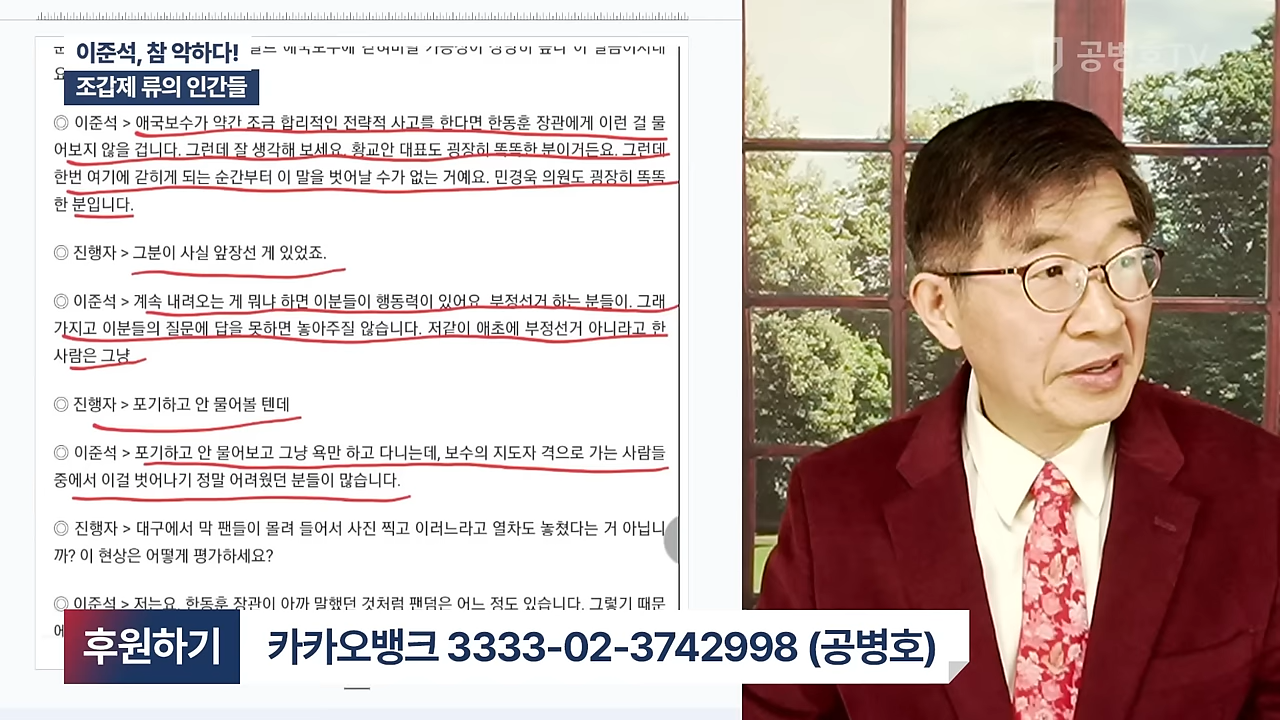 이준석, 참 악하다!
조갑제 류의 인간들
◎ 이준석 > 애국보수가 약간 조금 합리적인 전략적 사고를 한다면 한동훈 장관에게 이런 걸 물
어보지 않을 겁니다. 그런데 잘 생각해 보세요. 황교안 대표도 굉장히 똑똑한 분이거든요. 그런데
한번 여기에 갇히게 되는 순간부터 이 말을 벗어날 수가 없는 거예요. 민경욱 의원도 굉장히 똑똑
한 분입니다.
◎ 진행자 > 그분이 사실 앞장선 게 있었죠.
◎ 이준석 > 계속 내려오는 게 뭐냐 하면 이분들이 행동력이 있어요. 부정선거 하는 분들이. 그래
가지고 이분들의 질문에 답을 못하면 놓아주질 않습니다. 저같이 애초에 부정선거 아니라고 한
사람은 그냥
◎ 진행자 > 포기하고 안 물어볼 텐데
◎ 이준석 > 포기하고 안 물어보고 그냥 욕만 하고 다니는데, 보수의 지도자 격으로 가는 사람들
중에서 이걸 벗어나기 정말 어려웠던 분들이 많습니다.
◎ 진행자 > 대구에서 막 팬들이 몰려 들어서 사진 찍고 이러느라고 열차도 놓쳤다는 거 아닙니
까? 이 현상은 어떻게 평가하세요?
◎ 이준석 > 저는요. 한동훈 장관이 아까 말했던 것처럼 팬덤은 어느 정도 있습니다. 그렇기 때문
에
후원하기 카카오뱅크 3333-02-3742998 (공병호)
공병호TV